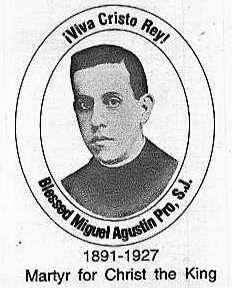 ¡Viva Cristo Rey!
Blessed Miguel Agustin Pro, S.J.
1891-1927
Martyr for Christ the King